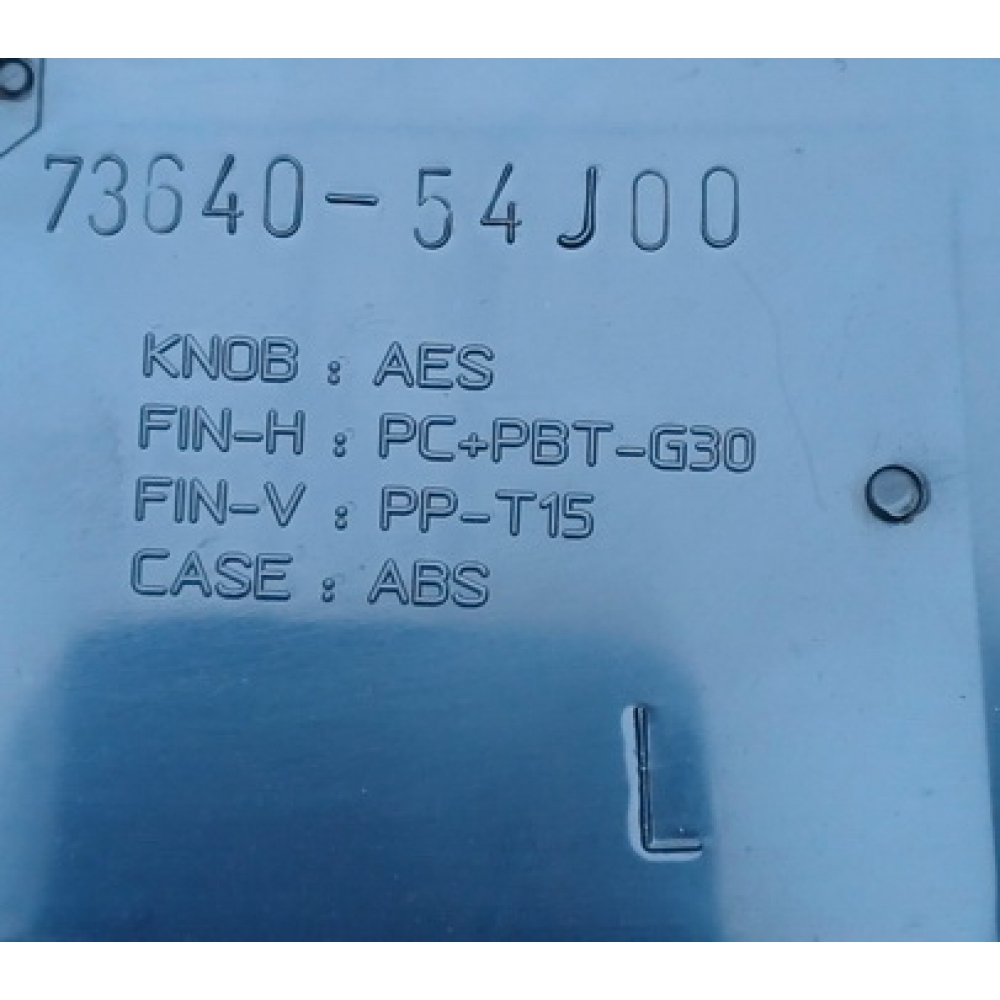 73640-54J00
KNOB : AES
FIN-H : PC+PBT-G30
FIN-V : PP-T15
CASE : ABS
L